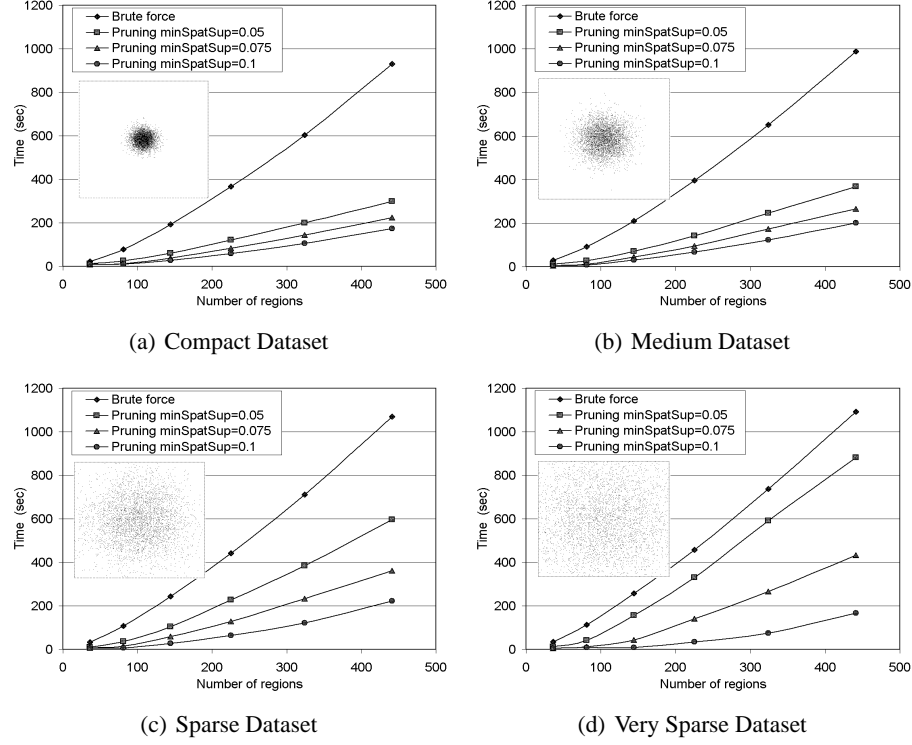 Brute force
Pruning minSpatSup=0.05
Pruning minSpatSup=0.075
Pruning minSpatSup=0.1
1200
1000
800
600
400
200
0
Time (sec)
0 100 200 300 400 500
Number of regions
(a) Compact Dataset
Brute force
Pruning minSpatSup=0.05
Pruning minSpatSup=0.075
Pruning minSpatSup=0.1
1200
1000
800
600
400
200
0
Time (sec)
0 100 200 300 400 500
Number of regions
(b) Medium Dataset
Brute force
Pruning minSpatSup=0.05
Pruning minSpatSup=0.075
Pruning minSpatSup=0.1
1200
1000
800
600
400
200
0
Time (sec)
0 100 200 300 400 500
Number of regions
(c) Sparse Dataset
Brute force
Pruning minSpatSup=0.05
Pruning minSpatSup=0.075
Pruning minSpatSup=0.1
1200
1000
800
600
400
200
0
Time (sec)
0 100 200 300 400 500
Number of regions
(d) Very Sparse Dataset